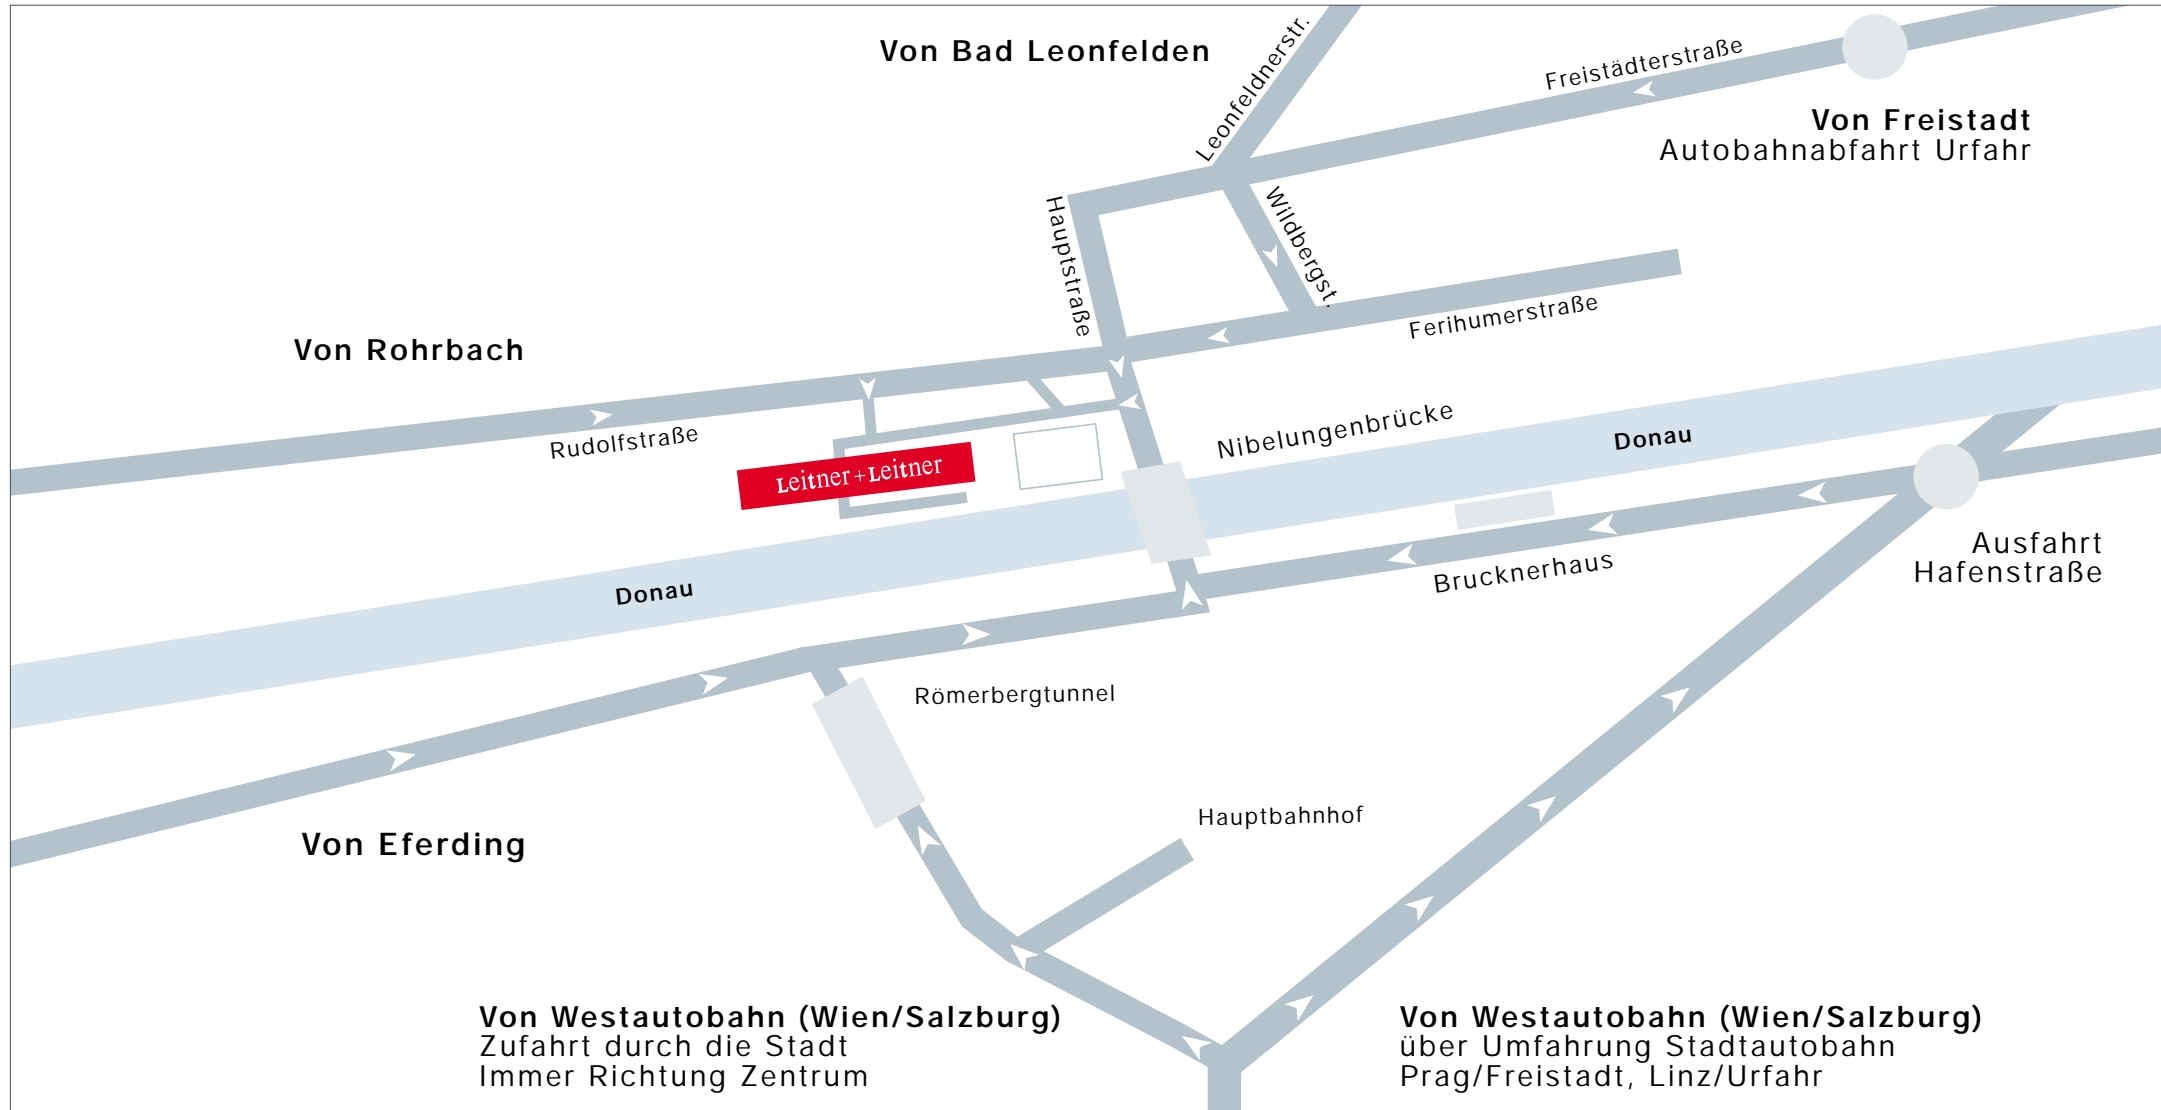 Von Bad Leonfelden
Leonfeldnerstr.
Freistädterstraße
Von Freistadt
Autobahnabfahrt Urfahr
Hauptstraße
Wildbergst.
Ferihumerstraße
Von Rohrbach
Rudolfstraße
Nibelungenbrücke
Donau
Leitner+Leitner
Ausfahrt
Hafenstraße
Brucknerhaus
Donau
Römerbergtunnel
Hauptbahnhof
Von Eferding
Von Westautobahn (Wien/Salzburg)
Zufahrt durch die Stadt
Immer Richtung Zentrum
Von Westautobahn (Wien/Salzburg)
über Umfahrung Stadtautobahn
Prag/Freistadt, Linz/Urfahr